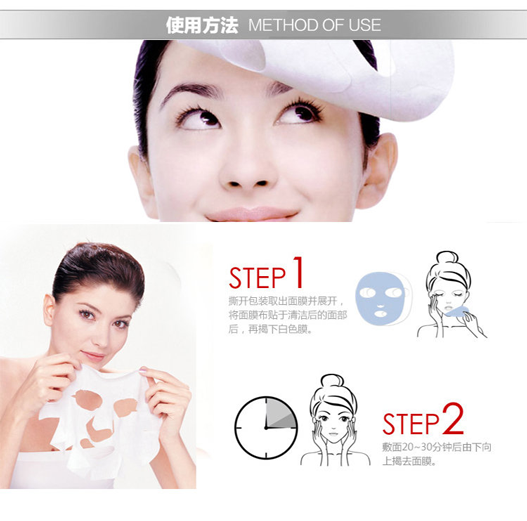 使用方法 METHOD OF USE
STEP 1
撕开包装取出面膜并展开，
将面膜布贴于清洁后的面部
后，再揭下白色膜。
STEP 2
敷面20~30分钟后由下向
上揭去面膜。